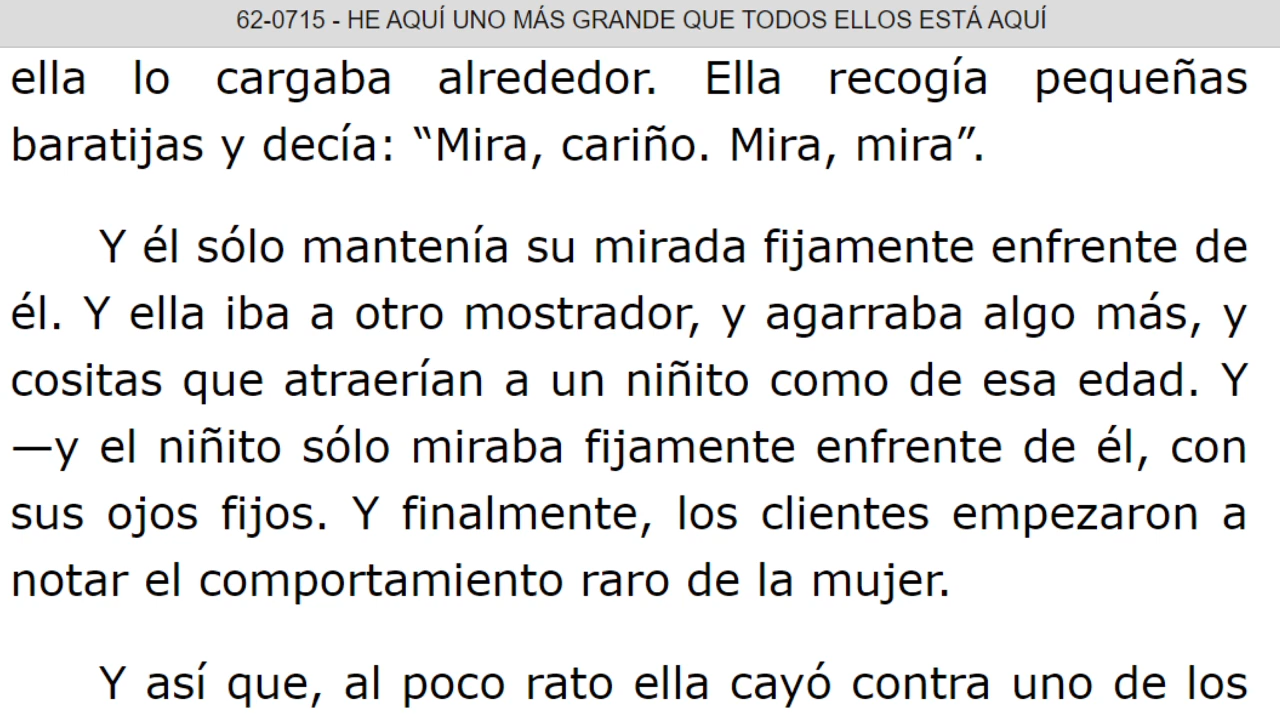 62-0715 - HE AQUÍ UNO MÁS GRANDE QUE TODOS ELLOS ESTÁ AQUÍ
ella lo cargaba alrededor. Ella recogía pequeñas
baratijas y decía: “Mira, cariño. Mira, mira”.
Y él sólo mantenía su mirada fijamente enfrente de
él. Y ella iba a otro mostrador, y agarraba algo más, y
cositas que atraerían a un niñito como de esa edad. Y
—y el niñito sólo miraba fijamente enfrente de él, con
sus ojos fijos. Y finalmente, los clientes empezaron a
notar el comportamiento raro de la mujer.
Y así que, al poco rato ella cayó contra uno de los